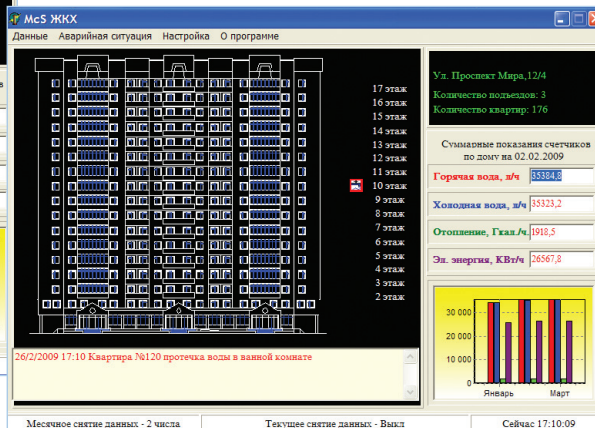 McS ЖКХ
Данные Аварийная ситуация Настройка О программе
17 этаж
16 этаж
15 этаж
14 этаж
13 этаж
12 этаж
11 этаж
10 этаж
9 этаж
8 этаж
7 этаж
6 этаж
5 этаж
4 этаж
3 этаж
2 этаж
Ул. Проспект Мира,12/4
Количество подъездов: 3
Количество квартир: 176
Суммарные показания счетчиков
по дому на 02.02.2009
Горячая вода, л/ч 35384,8
Холодная вода, л/ч 35323,2
Отопление, Гкал./ч. 1918,5
Эл. энергия, КВт/ч 26567,8
30 000
20 000
10 000
0
Январь Март
26/2/2009 17:10 Квартира №120 протечка воды в ванной комнате
Месячное снятие данных - 2 числа
Текущее снятие данных - Выкл
Сейчас 17:10:09